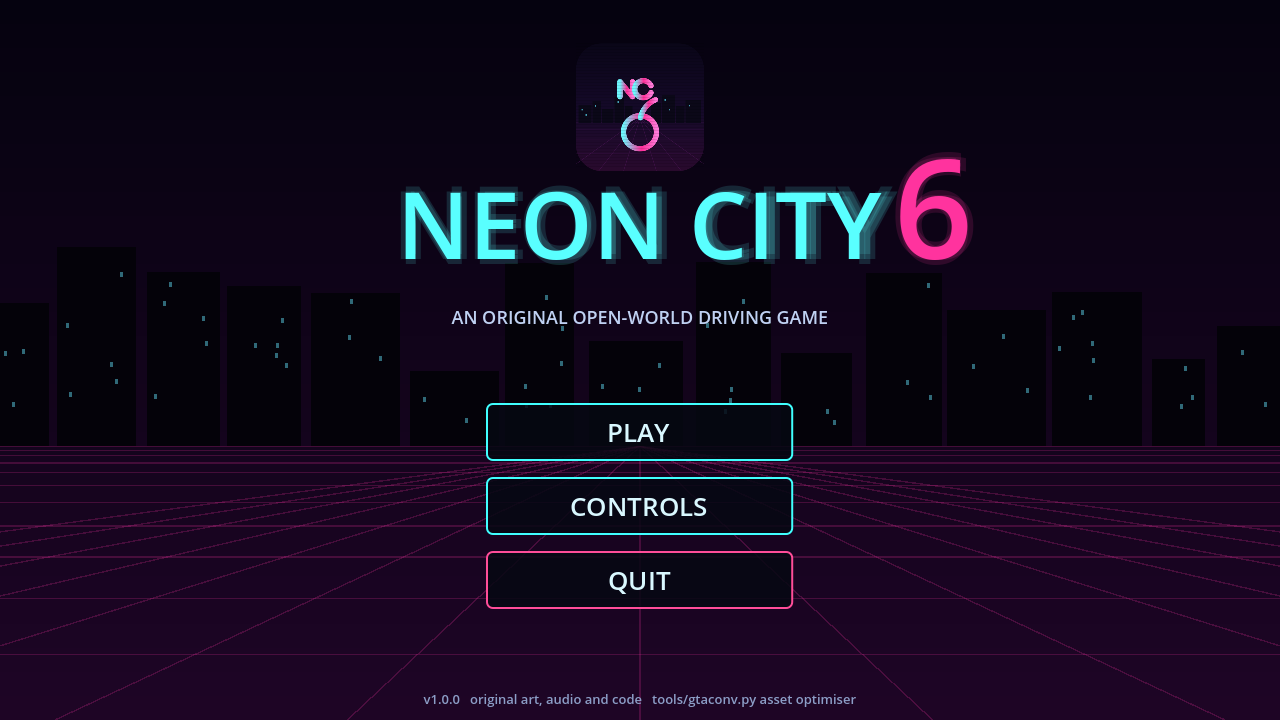 NC
6
NEON CITY 6
AN ORIGINAL OPEN-WORLD DRIVING GAME
PLAY
CONTROLS
QUIT
v1.0.0 original art, audio and code tools/gtaconv.py asset optimiser